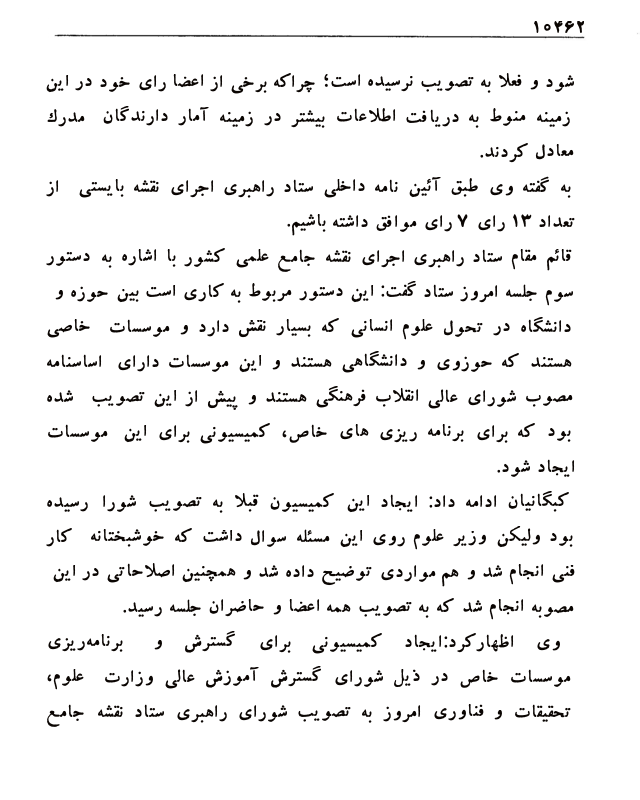 ۱۰۴۶۲
شود و فعلا به تصویب نرسیده است؛ چراکه برخی از اعضا رای خود در این
زمینه منوط به دریافت اطلاعات بیشتر در زمینه آمار دارندگان مدرك
معادل کردند.
به گفته وی طبق آئین نامه داخلی ستاد راهبری اجرای نقشه بایستی از
تعداد ۱۳ رای ۷ رای موافق داشته باشیم.
قائم مقام ستاد راهبری اجرای نقشه جامع علمی کشور با اشاره به دستور
سوم جلسه امروز ستاد گفت: این دستور مربوط به کاری است بین حوزه و
دانشگاه در تحول علوم انسانی که بسیار نقش دارد و موسسات خاصی
هستند که حوزوی و دانشگاهی هستند و این موسسات دارای اساسنامه
مصوب شورای عالی انقلاب فرهنگی هستند و پیش از این تصویب شده
بود که برای برنامه ریزی های خاص، کمیسیونی برای این موسسات
ایجاد شود.
کبگانیان ادامه داد: ایجاد این کمیسیون قبلا به تصویب شورا رسیده
بود ولیکن وزیر علوم روی این مسئله سوال داشت که خوشبختانه کار
فنی انجام شد و هم مواردی توضیح داده شد و همچنین اصلاحاتی در این
مصوبه انجام شد که به تصویب همه اعضا و حاضران جلسه رسید.
وی اظهارکرد:ایجاد کمیسیونی برای گسترش و برنامه‌ریزی
موسسات خاص در ذیل شورای گسترش آموزش عالی وزارت علوم،
تحقیقات و فناوری امروز به تصویب شورای راهبری ستاد نقشه جامع